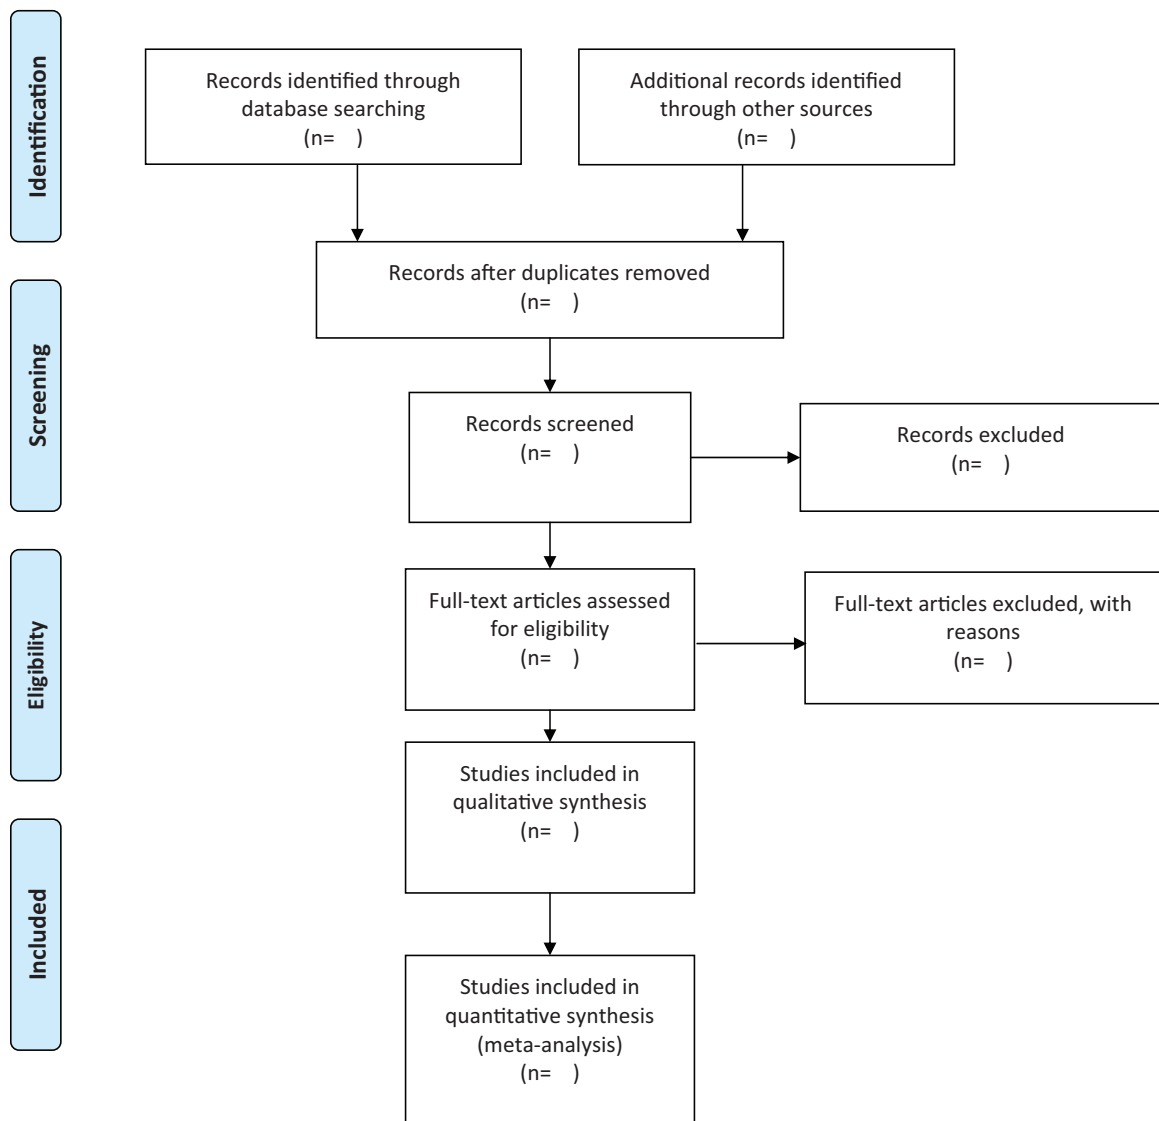 Identification
Records identified through
database searching
(n=   )
Additional records identified
through other sources
(n=   )
Records after duplicates removed
(n=   )
Screening
Records screened
(n=   )
Records excluded
(n=   )
Eligibility
Full-text articles assessed
for eligibility
(n=   )
Full-text articles excluded, with
reasons
(n=   )
Studies included in
qualitative synthesis
(n=   )
Included
Studies included in
quantitative synthesis
(meta-analysis)
(n=   )